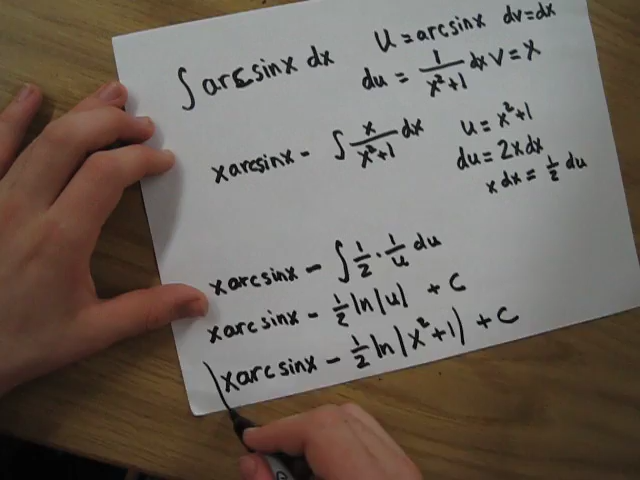 ∫ arcsinx dx
u = arcsinx dv = dx
du = 1/(x²+1) dx v = x
xarcsinx - ∫ x/(x²+1) dx
u = x²+1
du = 2x dx
x dx = 1/2 du
xarcsinx - ∫ 1/2 · 1/u du
xarcsinx - 1/2 ln|u| + C
xarcsinx - 1/2 ln|x²+1| + C